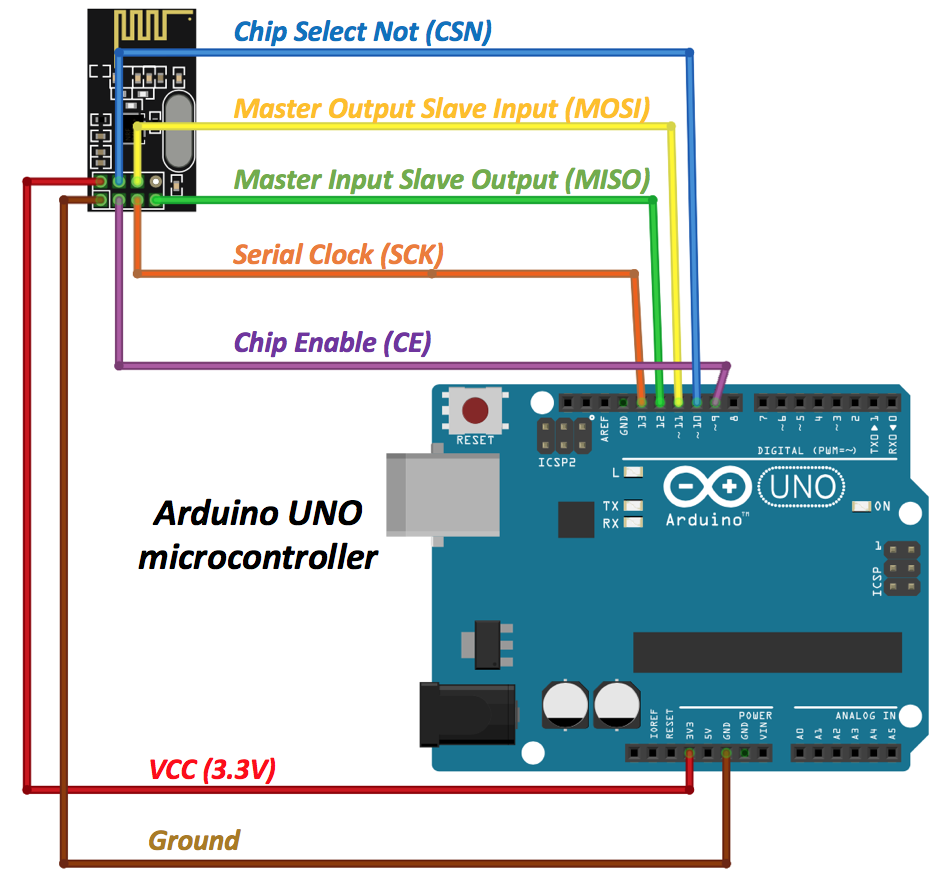 Chip Select Not (CSN)
Master Output Slave Input (MOSI)
Master Input Slave Output (MISO)
Serial Clock (SCK)
Chip Enable (CE)
RESET
ICSP2
AREF
GND
13
12
~11
~10
~9
8
7
~6
~5
4
~3
2
TX0▶1
RX0◀0
DIGITAL (PWM=~)
L
TX
RX
Arduino™
UNO
ON
1
ICSP
Arduino UNO
microcontroller
IOREF
RESET
3V3
5V
GND
GND
VIN
POWER
ANALOG IN
A0
A1
A2
A3
A4
A5
VCC (3.3V)
Ground